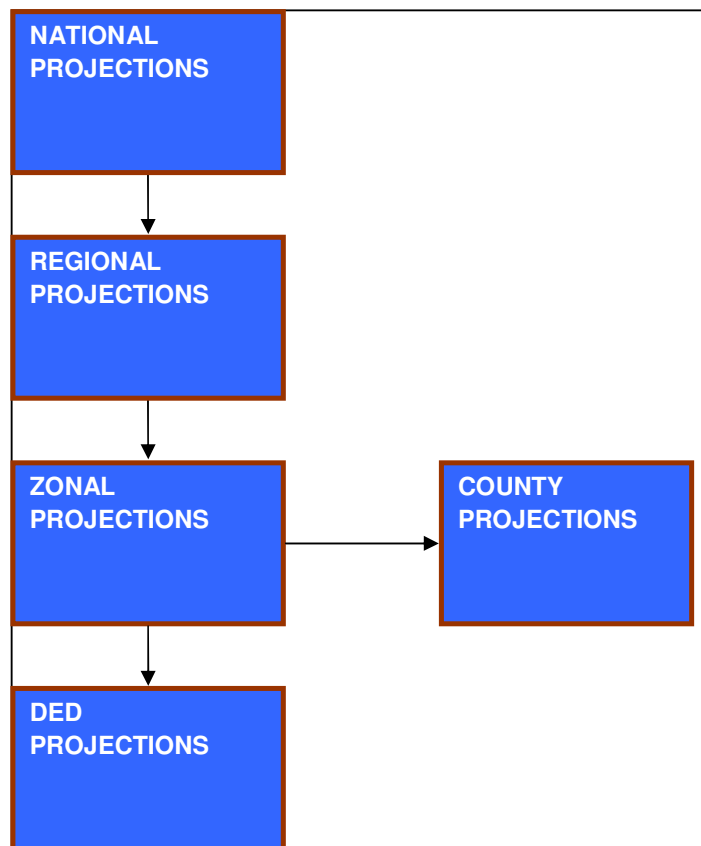 NATIONAL
PROJECTIONS
REGIONAL
PROJECTIONS
ZONAL
PROJECTIONS
COUNTY
PROJECTIONS
DED
PROJECTIONS